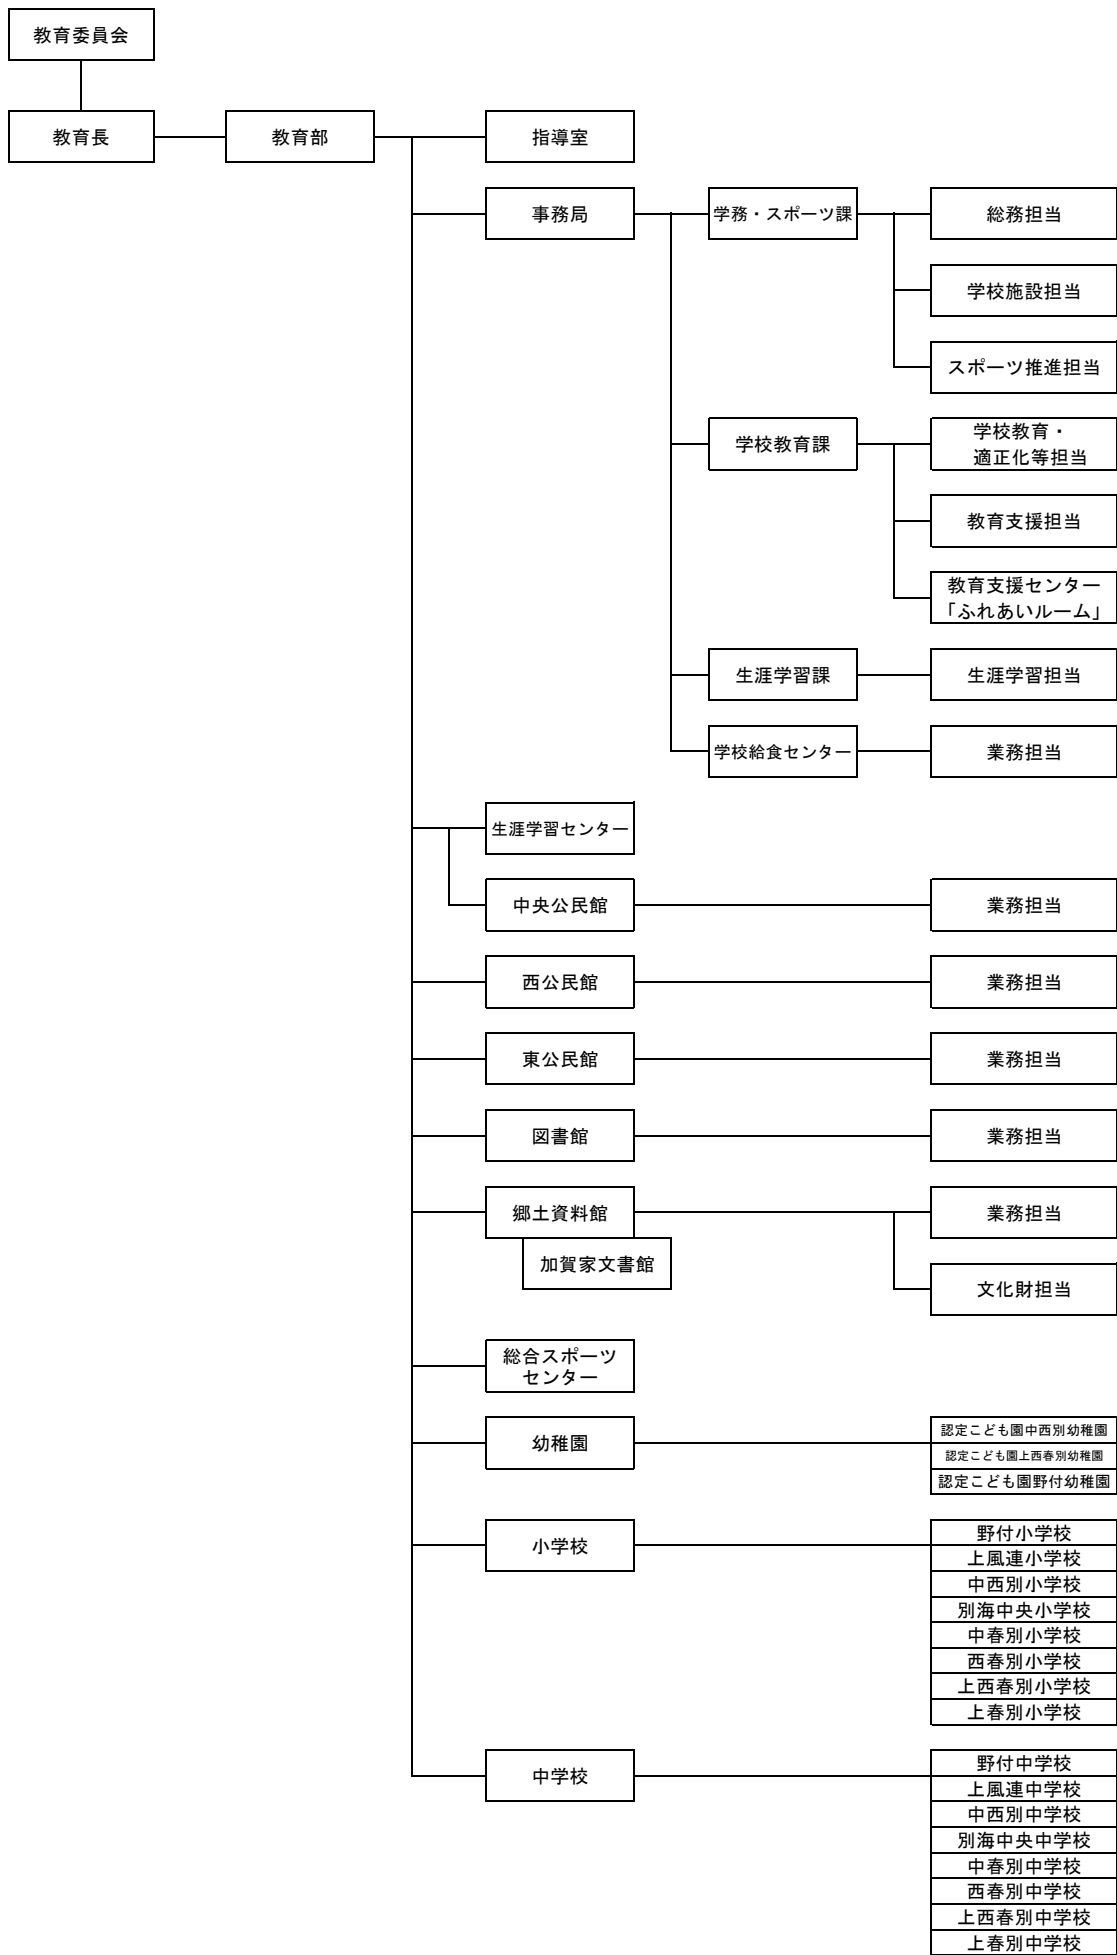 教育委員会
教育長
教育部
指導室
事務局
学務・スポーツ課
総務担当
学校施設担当
スポーツ推進担当
学校教育課
学校教育・
適正化等担当
教育支援担当
教育支援センター
「ふれあいルーム」
生涯学習課
生涯学習担当
学校給食センター
業務担当
生涯学習センター
中央公民館
業務担当
西公民館
業務担当
東公民館
業務担当
図書館
業務担当
郷土資料館
業務担当
加賀家文書館
文化財担当
総合スポーツ
センター
幼稚園
認定こども園中西別幼稚園
認定こども園上西春別幼稚園
認定こども園野付幼稚園
小学校
野付小学校
上風連小学校
中西別小学校
別海中央小学校
中春別小学校
西春別小学校
上西春別小学校
上春別小学校
中学校
野付中学校
上風連中学校
中西別中学校
別海中央中学校
中春別中学校
西春別中学校
上西春別中学校
上春別中学校